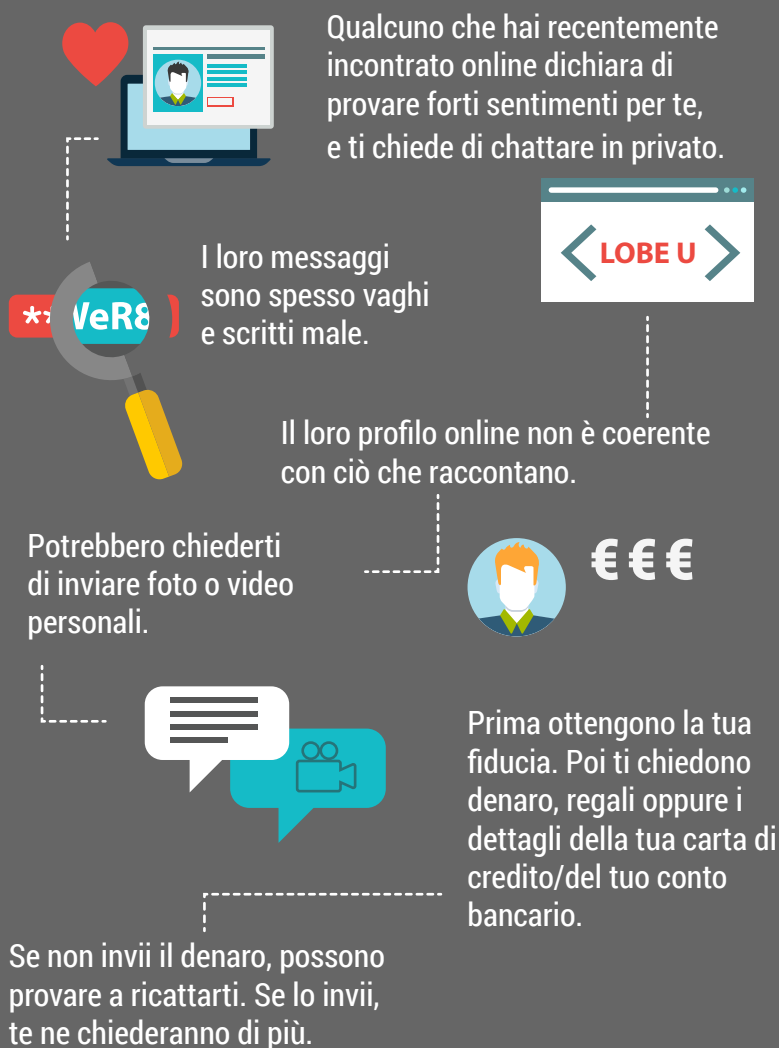 Qualcuno che hai recentemente
incontrato online dichiara di
provare forti sentimenti per te,
e ti chiede di chattare in privato.
LOBE U
I loro messaggi
sono spesso vaghi
e scritti male.
** VeR8
Il loro profilo online non è coerente
con ciò che raccontano.
Potrebbero chiederti
di inviare foto o video
personali.
€ € €
Prima ottengono la tua
fiducia. Poi ti chiedono
denaro, regali oppure i
dettagli della tua carta di
credito/del tuo conto
bancario.
Se non invii il denaro, possono
provare a ricattarti. Se lo invii,
te ne chiederanno di più.